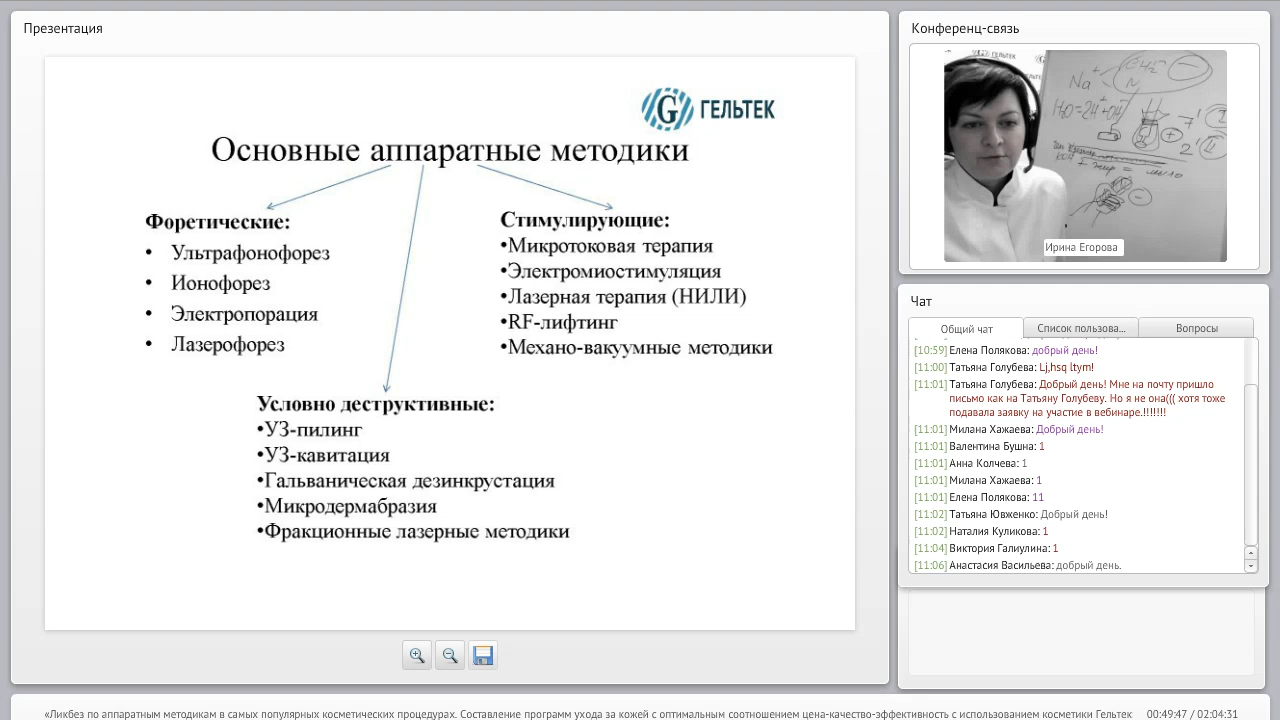 Презентация
ГЕЛЬТЕК
Основные аппаратные методики
Форетические:
• Ультрафонофорез
• Ионофорез
• Электропорация
• Лазерофорез
Стимулирующие:
•Микротоковая терапия
•Электромиостимуляция
•Лазерная терапия (НИЛИ)
•RF-лифтинг
•Механо-вакуумные методики
Условно деструктивные:
•УЗ-пилинг
•УЗ-кавитация
•Гальваническая дезинкрустация
•Микродермабразия
•Фракционные лазерные методики
Конферец-связь
Na
Ирина Егорова
Чат
Общий чат
Список пользова...
Вопросы
[10:59] Елена Полякова: добрый день!
[11:00] Татьяна Голубева: Lj,hsq ltym!
[11:01] Татьяна Голубева: Добрый день! Мне на почту пришло
письмо как на Татьяну Голубеву. Но я не она((( хотя тоже
подавала заявку на участие в вебинаре.!!!!!!!
[11:01] Милана Хажаева: Добрый день!
[11:01] Валентина Бушна: 1
[11:01] Анна Колчева: 1
[11:01] Милана Хажаева: 1
[11:01] Елена Полякова: 11
[11:02] Татьяна Ювженко: Добрый день!
[11:02] Наталия Куликова: 1
[11:04] Виктория Галиулина: 1
[11:06] Анастасия Васильева: добрый день.
«Ликбез по аппаратным методикам в самых популярных косметических процедурах. Составление программ ухода за кожей с оптимальным соотношением цена-качество-эффективность с использованием косметики Гельтек 00:49:47 / 02:04:31